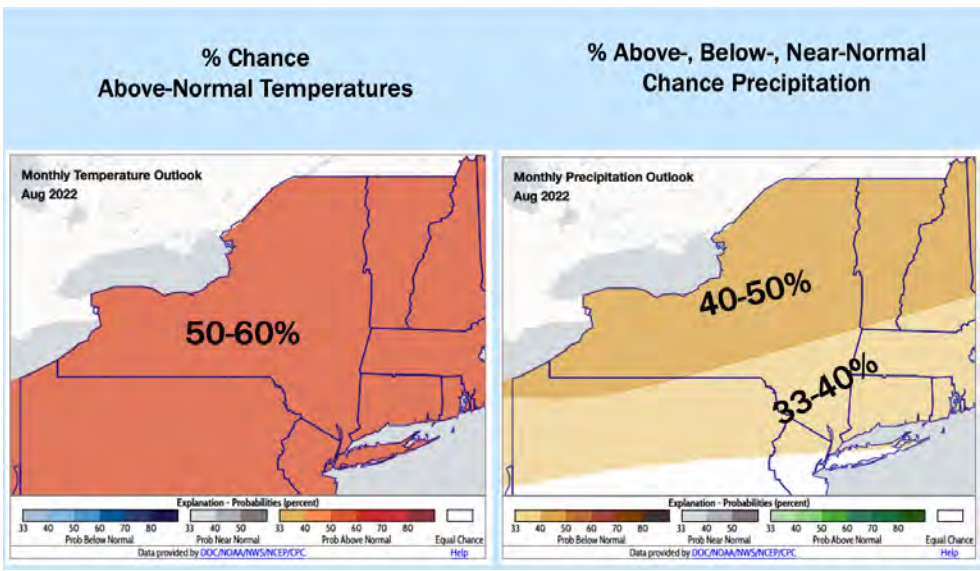 % Chance
Above-Normal Temperatures
% Above-, Below-, Near-Normal
Chance Precipitation
Monthly Temperature Outlook
Aug 2022
50-60%
Explanation - Probabilities (percent)
33 40 50 60 70 80 33 40 50 33 40 50 60 70 80
Prob Below Normal Prob Near Normal Prob Above Normal Equal Chance
Data provided by DOC/NOAA/NWS/NCEP/CPC. Help
Monthly Precipitation Outlook
Aug 2022
40-50%
33-40%
Explanation - Probabilities (percent)
33 40 50 60 70 80 33 40 50 33 40 50 60 70 80
Prob Below Normal Prob Near Normal Prob Above Normal Equal Chance
Data provided by DOC/NOAA/NWS/NCEP/CPC. Help